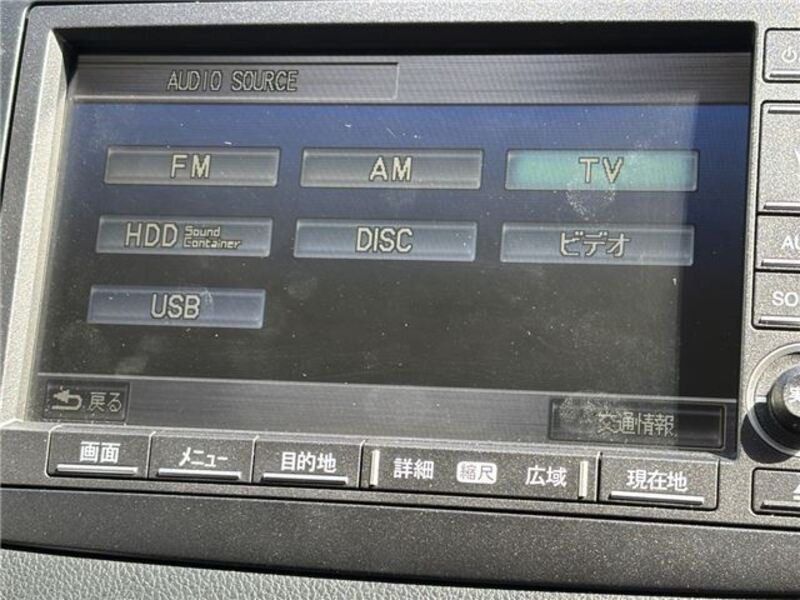 AUDIO SOURCE
FM AM TV
HDD Sound Container DISC ビデオ
USB
戻る 交通情報
画面 メニュー 目的地 詳細 縮尺 広域 現在地